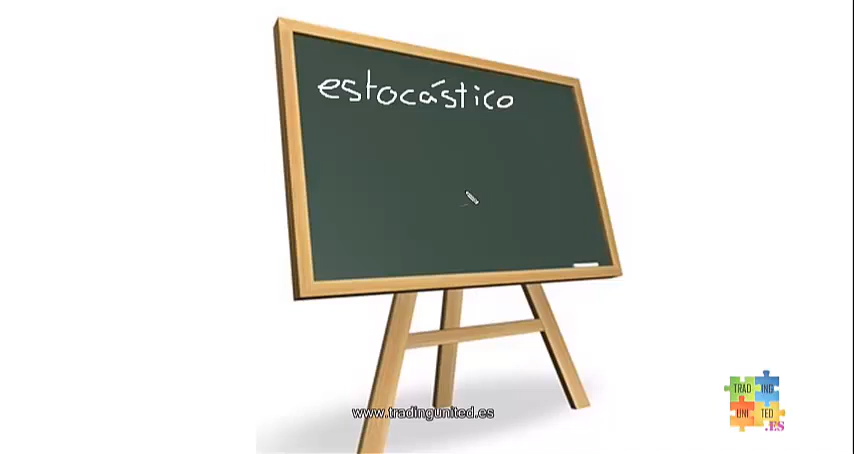 estocástico
www.tradingunited.es
TRAD ING
UNI TED
.ES